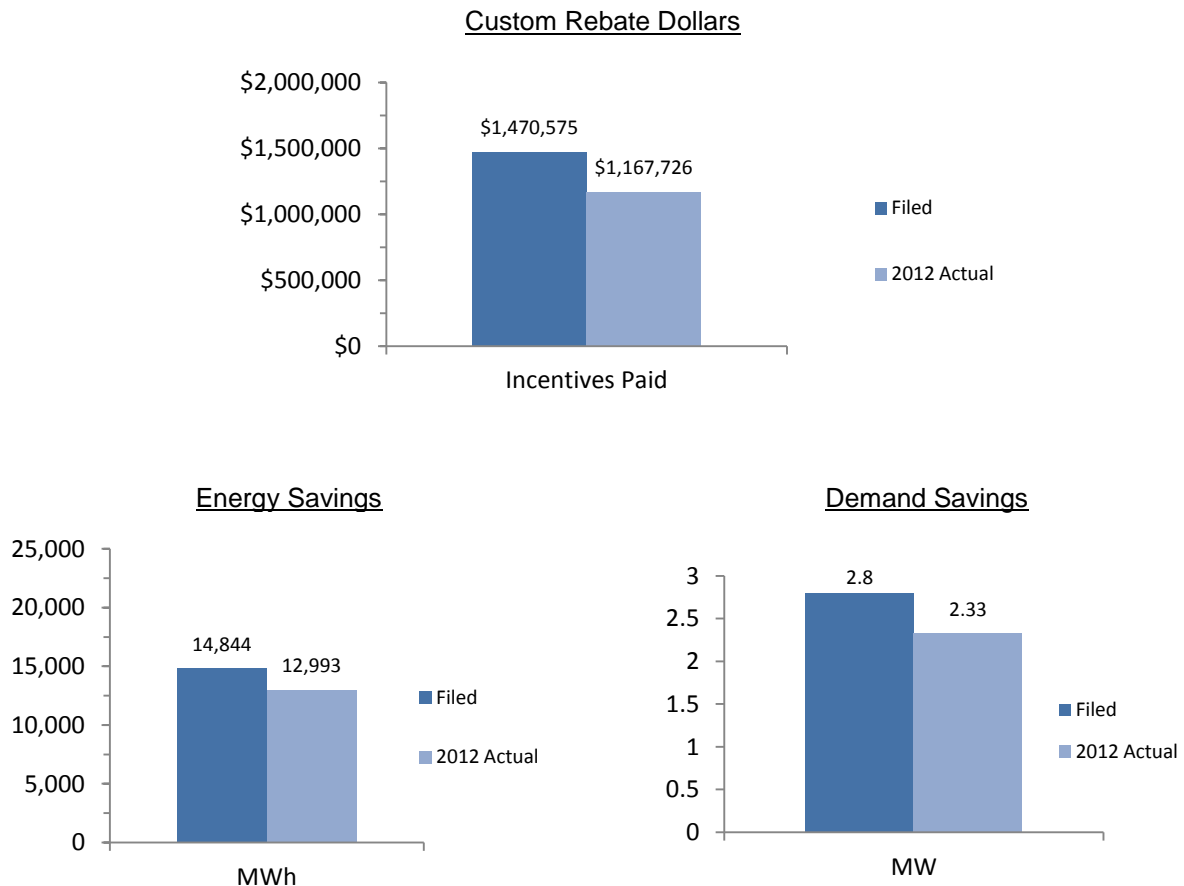 Custom Rebate Dollars
$2,000,000
$1,500,000
$1,000,000
$500,000
$0
$1,470,575
$1,167,726
Incentives Paid
Filed
2012 Actual
Energy Savings
25,000
20,000
15,000
10,000
5,000
0
14,844
12,993
MWh
Filed
2012 Actual
Demand Savings
3
2.5
2
1.5
1
0.5
0
2.8
2.33
MW
Filed
2012 Actual